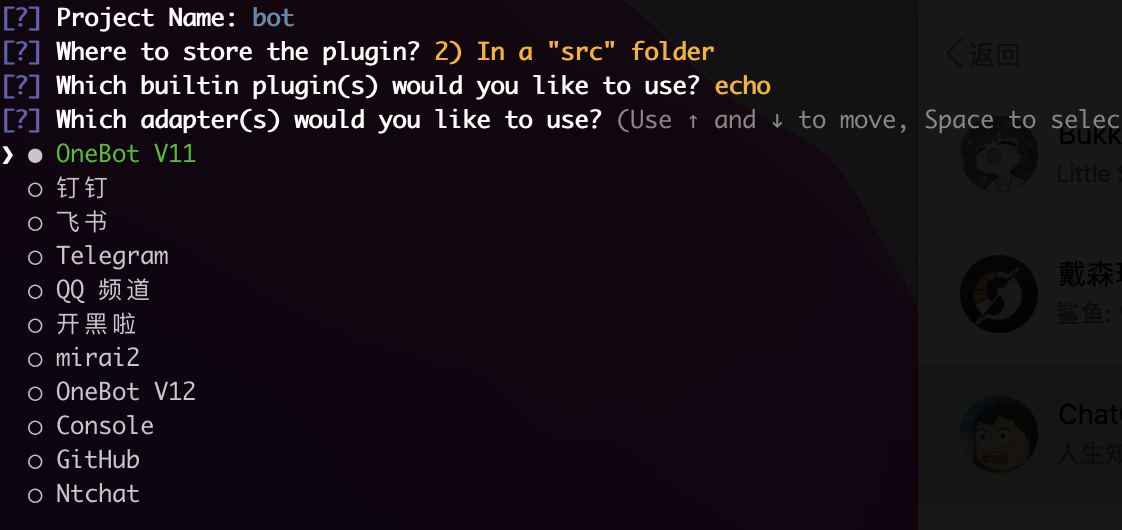 [?] Project Name: bot
[?] Where to store the plugin? 2) In a "src" folder
[?] Which builtin plugin(s) would you like to use? echo
[?] Which adapter(s) would you like to use? (Use ↑ and ↓ to move, Space to selec
❯ ● OneBot V11
○ 钉钉
○ 飞书
○ Telegram
○ QQ 频道
○ 开黑啦
○ mirai2
○ OneBot V12
○ Console
○ GitHub
○ Ntchat
返回
Bukk
Little S
戴森球
鲨鱼:
Chat
人生知